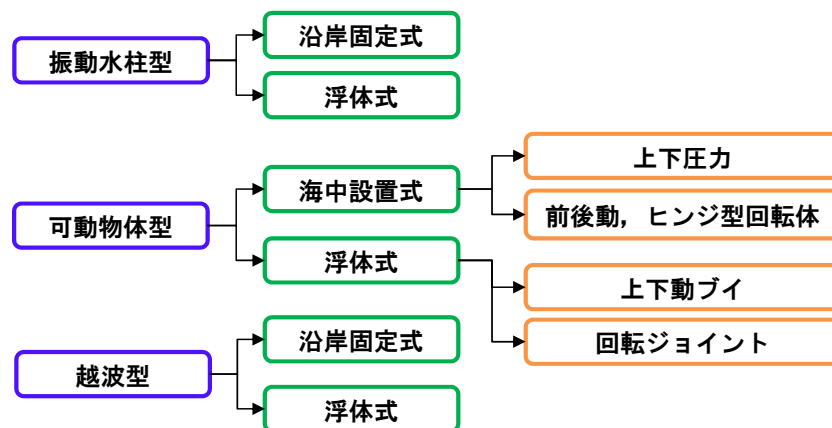 振動水柱型
沿岸固定式
浮体式
可動物体型
海中設置式
上下圧力
前後動，ヒンジ型回転体
浮体式
上下動ブイ
回転ジョイント
越波型
沿岸固定式
浮体式